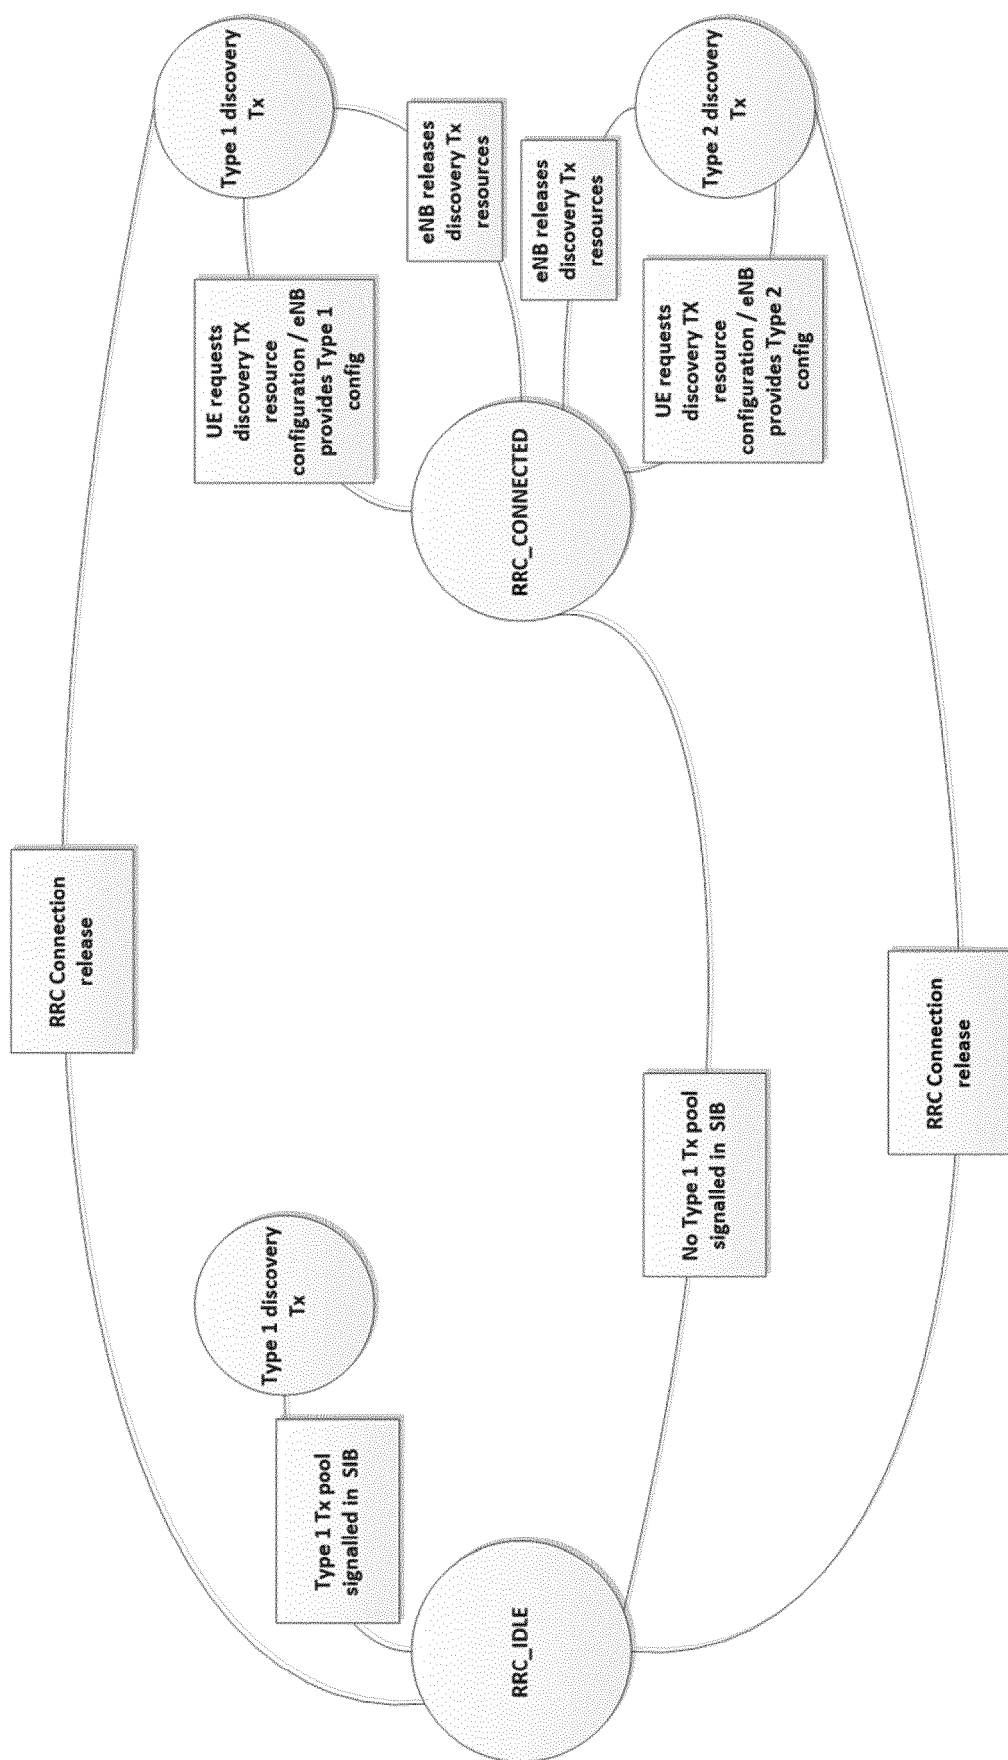 RRC Connection
release
Type 1 Tx pool
signalled in SIB
Type 1 discovery
Tx
UE requests
discovery TX
resource
configuration / eNB
provides Type 1
config
Type 1 discovery
Tx
eNB releases
discovery Tx
resources
RRC_IDLE
RRC_CONNECTED
eNB releases
discovery Tx
resources
No Type 1 Tx pool
signalled in SIB
UE requests
discovery TX
resource
configuration / eNB
provides Type 2
config
Type 2 discovery
Tx
RRC Connection
release